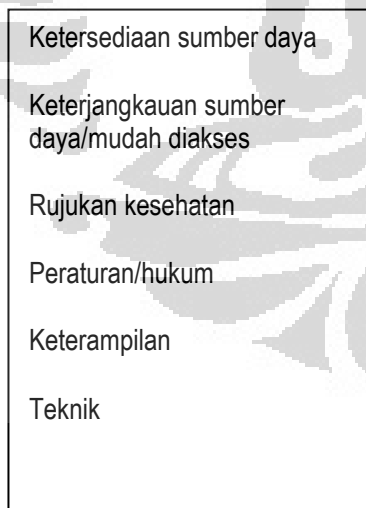 Ketersediaan sumber daya
Keterjangkauan sumber
daya/mudah diakses
Rujukan kesehatan
Peraturan/hukum
Keterampilan
Teknik